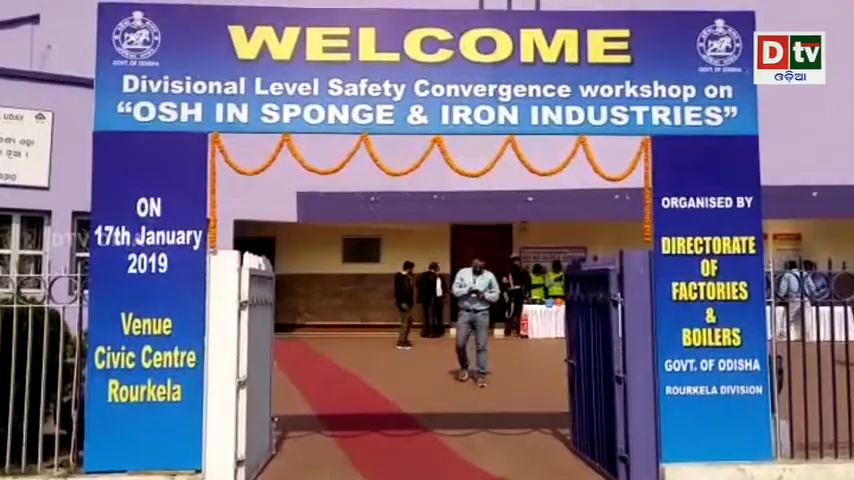 WELCOME
GOVT. OF ODISHA
GOVT. OF ODISHA
Dtv
ଓଡ଼ିଆ
Divisional Level Safety Convergence workshop on
“OSH IN SPONGE & IRON INDUSTRIES”
ON
17th January
2019
Venue
Civic Centre
Rourkela
ORGANISED BY
DIRECTORATE
OF
FACTORIES
&
BOILERS
GOVT. OF ODISHA
ROURKELA DIVISION